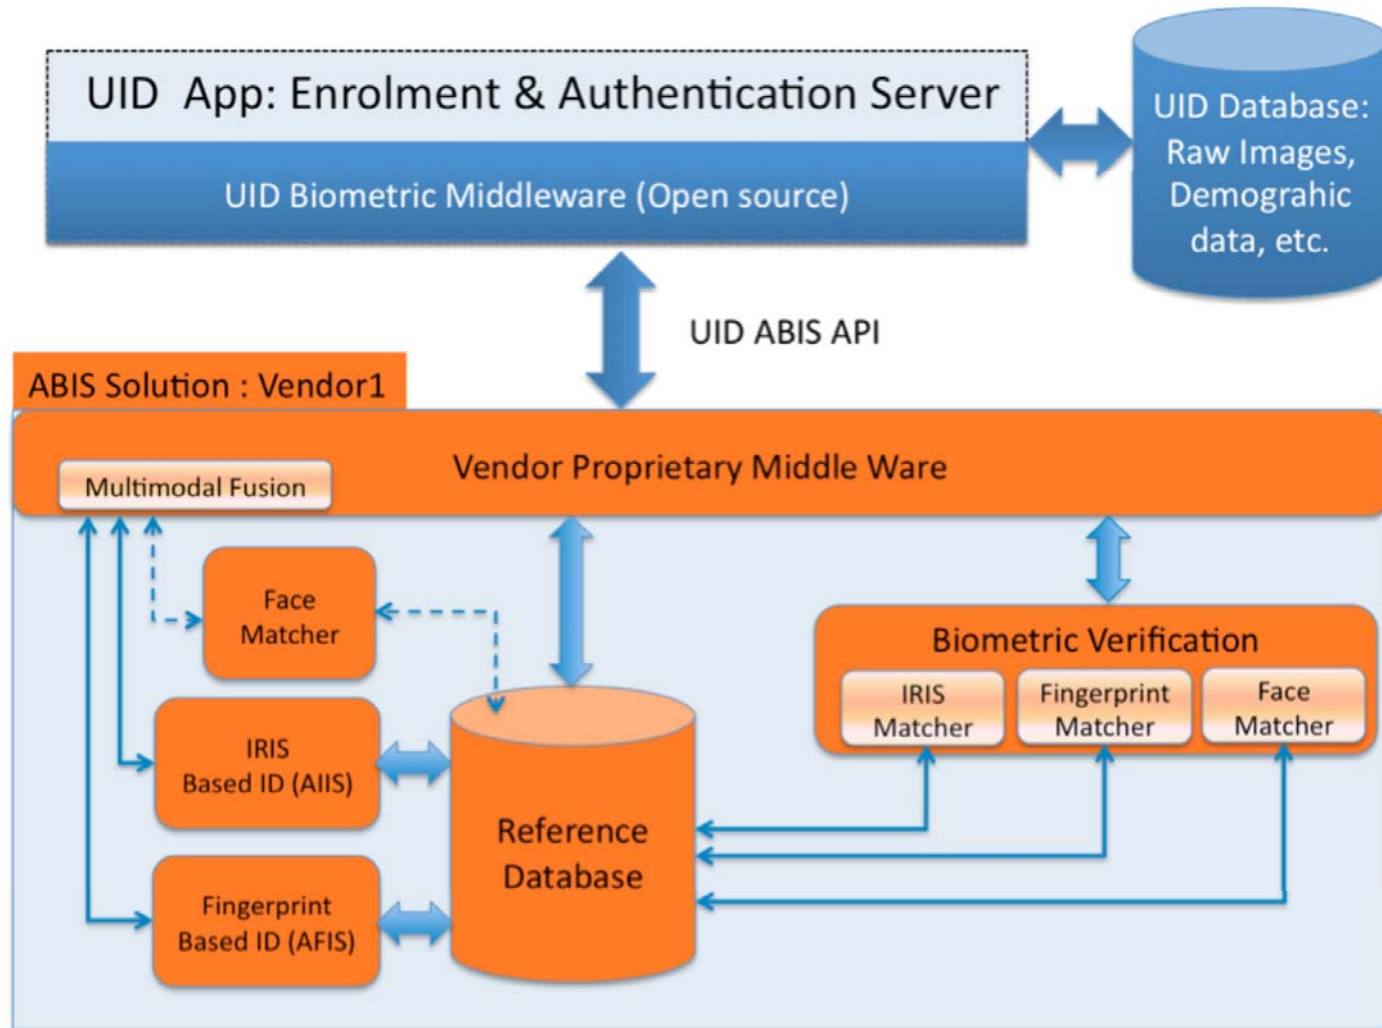 UID App: Enrolment & Authentication Server
UID Biometric Middleware (Open source)
UID Database:
Raw Images,
Demograhic
data, etc.
UID ABIS API
ABIS Solution : Vendor1
Vendor Proprietary Middle Ware
Multimodal Fusion
Face
Matcher
IRIS
Based ID (AIIS)
Fingerprint
Based ID (AFIS)
Reference
Database
Biometric Verification
IRIS
Matcher
Fingerprint
Matcher
Face
Matcher